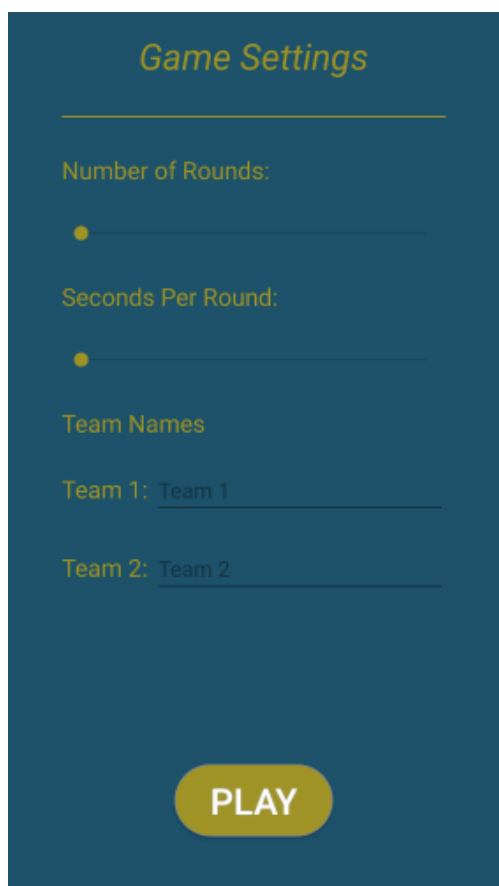 Game Settings
Number of Rounds:
Seconds Per Round:
Team Names
Team 1: Team 1
Team 2: Team 2
PLAY